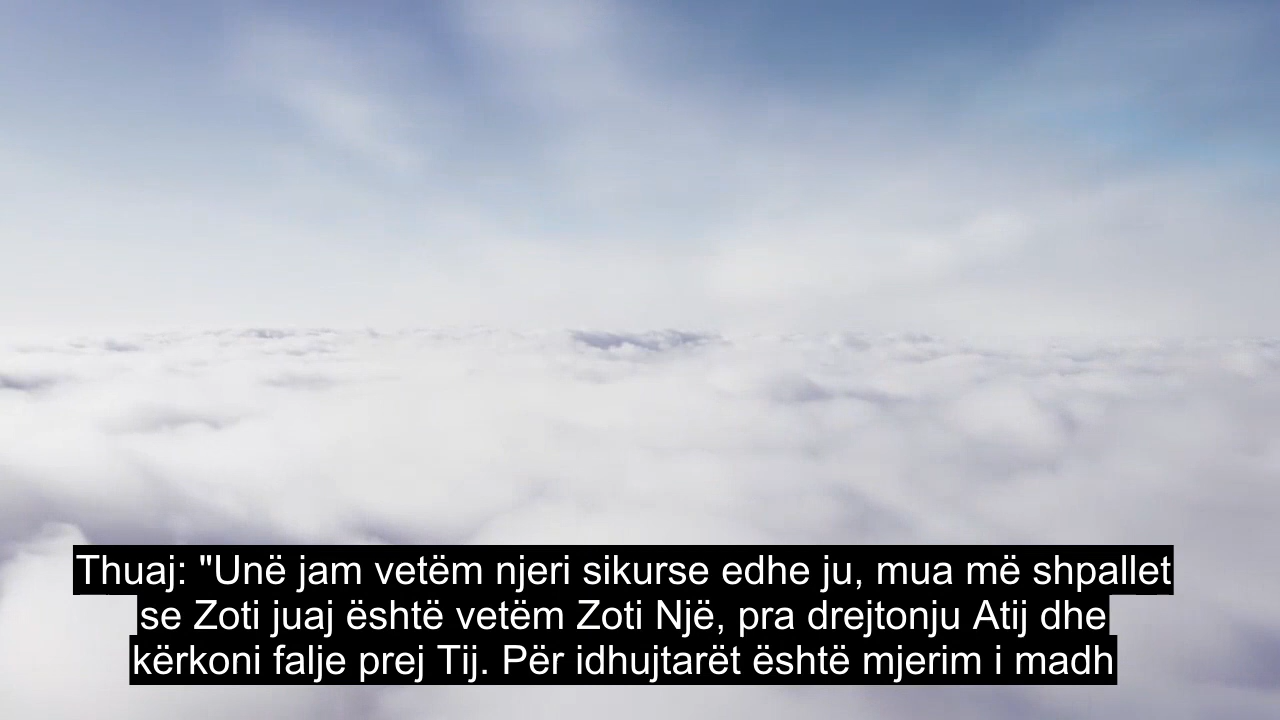 Thuaj: "Unë jam vetëm njeri sikurse edhe ju, mua më shpallet
se Zoti juaj është vetëm Zoti Një, pra drejtonju Atij dhe
kërkoni falje prej Tij. Për idhujtarët është mjerim i madh